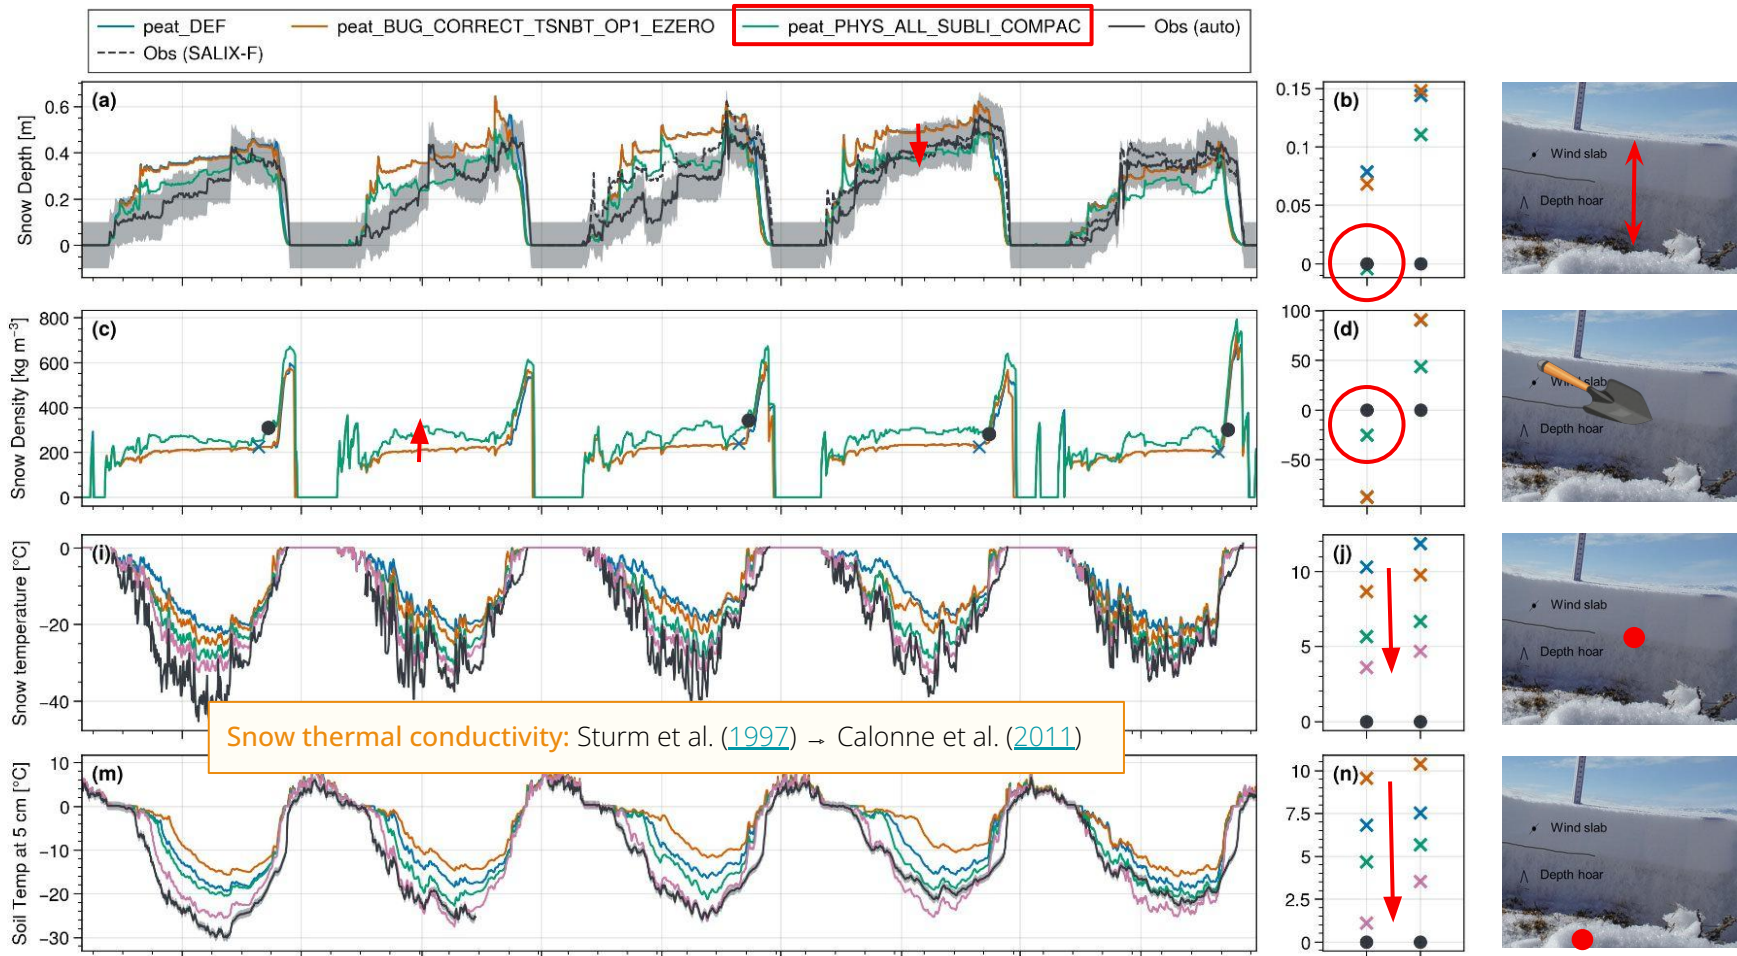 peat_DEF peat_BUG_CORRECT_TSNBT_OP1_EZERO peat_PHYS_ALL_SUBLI_COMPAC Obs (auto)
Obs (SALIX-F)
Snow Depth [m]
0.6
0.4
0.2
0
(a)
0.15
0.1
0.05
0
(b)
Wind slab
Depth hoar
Snow Density [kg m⁻³]
800
600
400
200
0
(c)
100
50
0
−50
(d)
Wind slab
Depth hoar
Snow temperature [°C]
0
−20
−40
(i)
10
5
0
(j)
Wind slab
Depth hoar
Snow thermal conductivity: Sturm et al. (1997) → Calonne et al. (2011)
Soil Temp at 5 cm [°C]
10
0
−10
−20
−30
(m)
10
7.5
5
2.5
0
(n)
Wind slab
Depth hoar